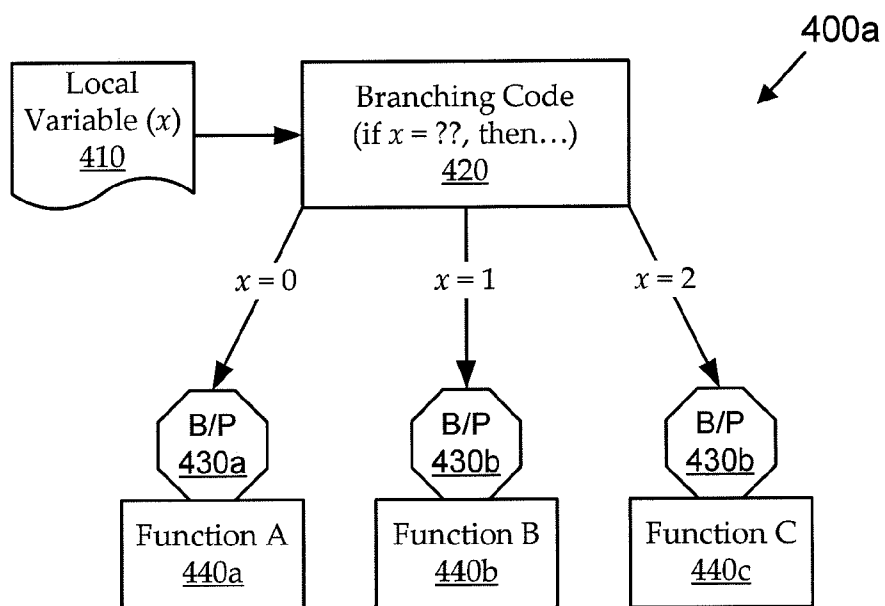 400a
Local
Variable (x)
410
Branching Code
(if x = ??, then...)
420
x = 0
x = 1
x = 2
B/P
430a
B/P
430b
B/P
430b
Function A
440a
Function B
440b
Function C
440c